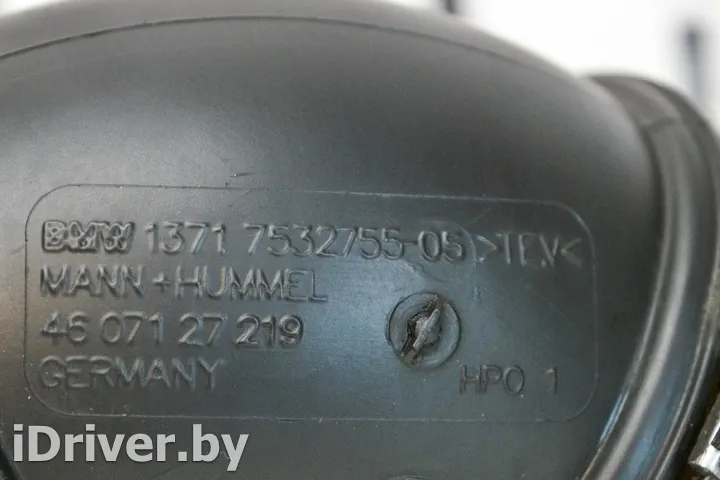 BMW 1371 7532755-05 >TEV<
MANN+HUMMEL
46 071 27 219
GERMANY
HPO 1
iDriver.by